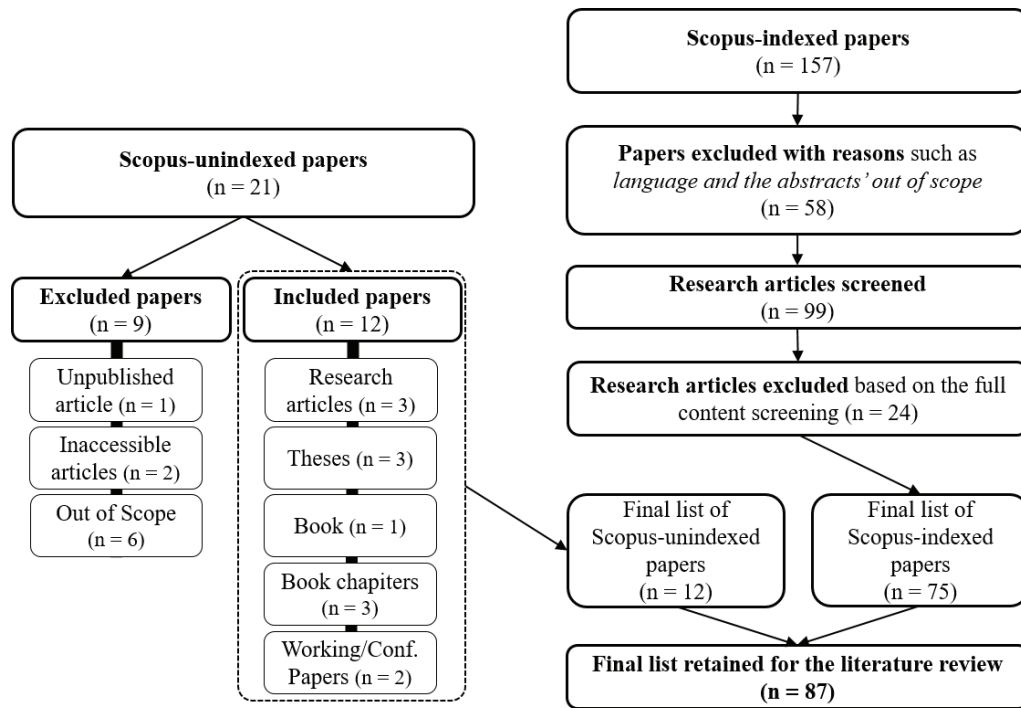 Scopus-indexed papers
(n = 157)
Papers excluded with reasons such as
language and the abstracts’ out of scope
(n = 58)
Research articles screened
(n = 99)
Research articles excluded based on the full
content screening (n = 24)
Scopus-unindexed papers
(n = 21)
Excluded papers
(n = 9)
Unpublished
article (n = 1)
Inaccessible
articles (n = 2)
Out of Scope
(n = 6)
Included papers
(n = 12)
Research
articles (n = 3)
Theses (n = 3)
Book (n = 1)
Book chapiters
(n = 3)
Working/Conf.
Papers (n = 2)
Final list of
Scopus-unindexed
papers
(n = 12)
Final list of
Scopus-indexed
papers
(n = 75)
Final list retained for the literature review
(n = 87)